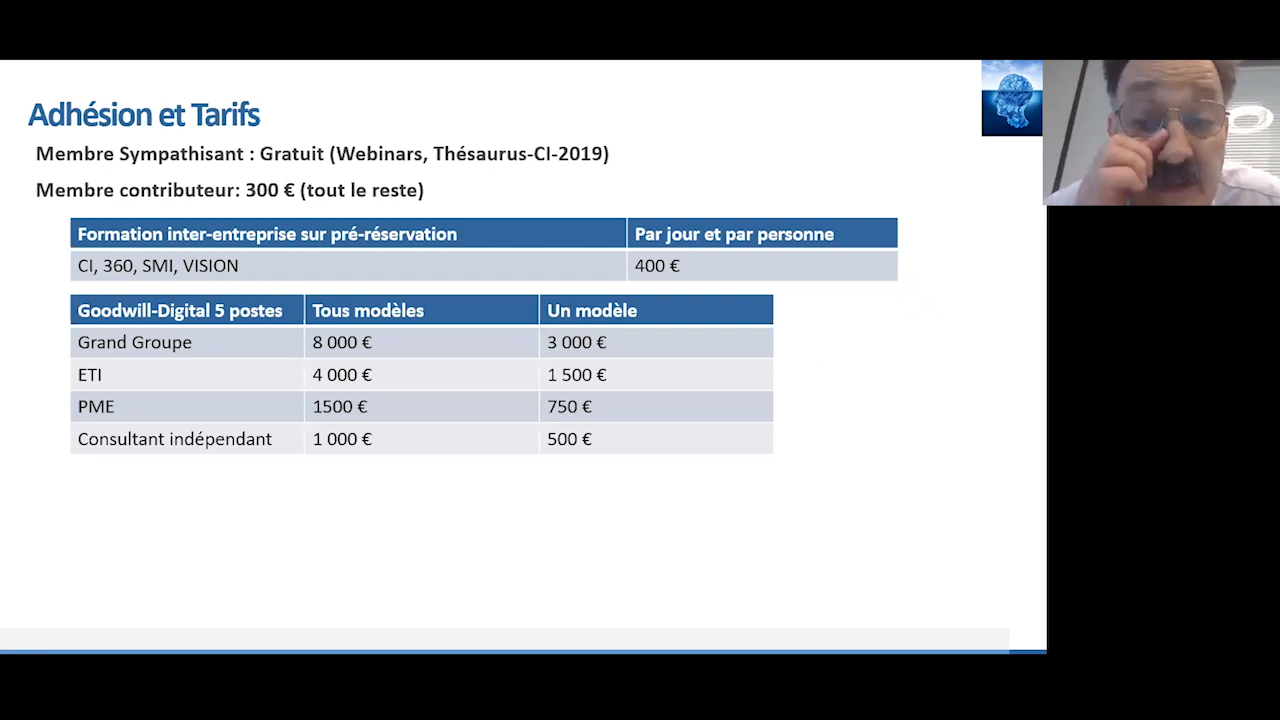 Adhésion et Tarifs
Membre Sympathisant : Gratuit (Webinars, Thésaurus-CI-2019)
Membre contributeur: 300 € (tout le reste)
Formation inter-entreprise sur pré-réservation Par jour et par personne
CI, 360, SMI, VISION 400 €
Goodwill-Digital 5 postes Tous modèles Un modèle
Grand Groupe 8 000 € 3 000 €
ETI 4 000 € 1 500 €
PME 1500 € 750 €
Consultant indépendant 1 000 € 500 €